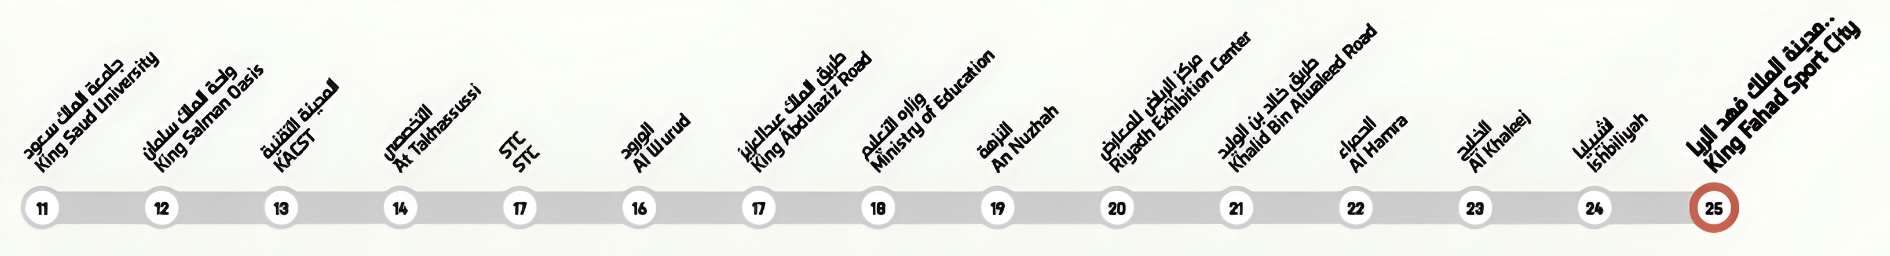 جامعة الملك سعود
King Saud University
واحة الملك سلمان
King Salman Oasis
المدينة التقنية
KACST
التخصصي
At Takhassussi
STC
STC
الورود
Al Wurud
طريق الملك عبدالعزيز
King Abdulaziz Road
وزارة التعليم
Ministry of Education
النزهة
An Nuzhah
مركز الرياض للمعارض
Riyadh Exhibition Center
طريق خالد بن الوليد
Khalid Bin Alwaleed Road
الحمراء
Al Hamra
الخليج
Al Khaleej
Ishbiliyah
مدينة الملك فهد
King Fahad Sport City
11 12 13 14 17 16 17 18 19 20 21 22 23 24 25